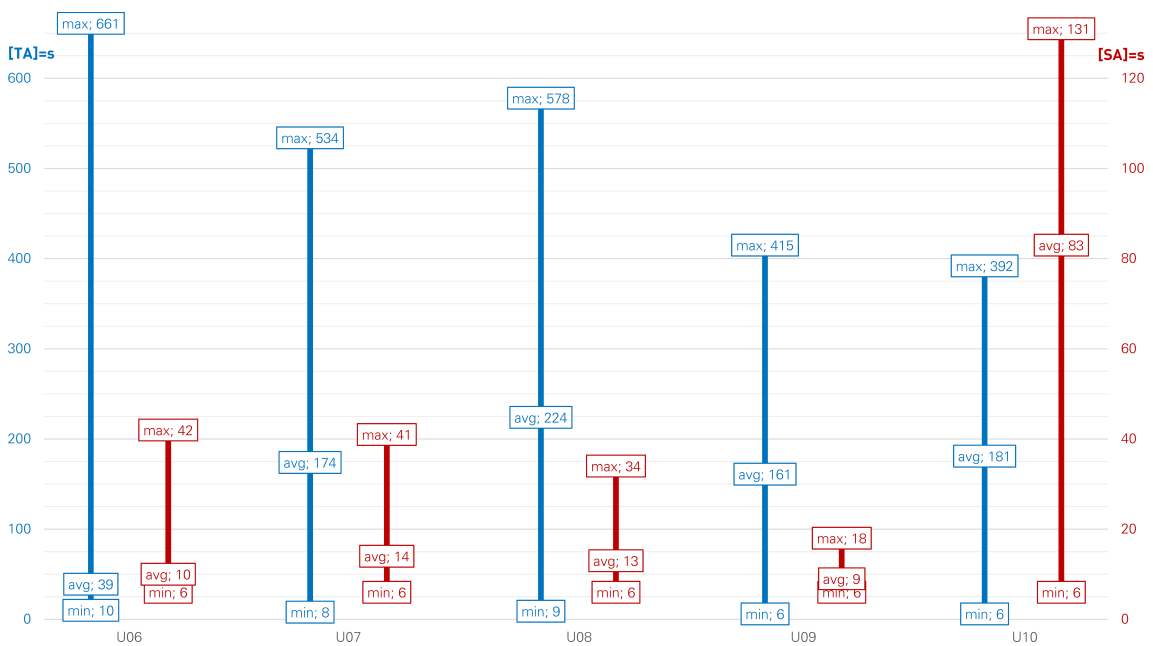 max; 661
max; 131
[TA]=s
[SA]=s
600
120
max; 578
max; 534
500
100
max; 415
avg; 83
400
80
max; 392
300
60
max; 42
max; 41
avg; 224
200
40
avg; 174
max; 34
avg; 161
avg; 181
100
20
max; 18
avg; 39
avg; 10
avg; 14
avg; 13
avg; 9
min; 10
min; 6
min; 8
min; 6
min; 9
min; 6
min; 6
min; 6
min; 6
min; 6
0
0
U06
U07
U08
U09
U10